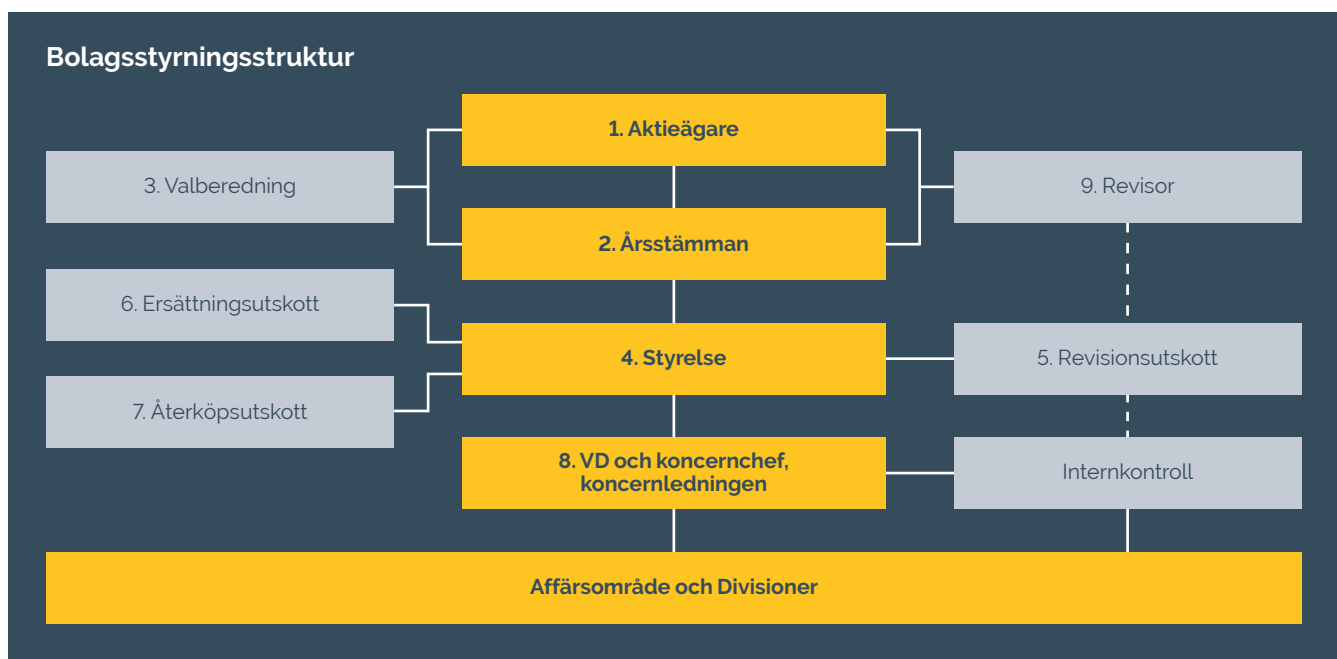 Bolagsstyrningsstruktur
1. Aktieägare
3. Valberedning
9. Revisor
2. Årsstämman
6. Ersättningsutskott
4. Styrelse
5. Revisionsutskott
7. Återköpsutskott
8. VD och koncernchef,
koncernledningen
Internkontroll
Affärsområde och Divisioner